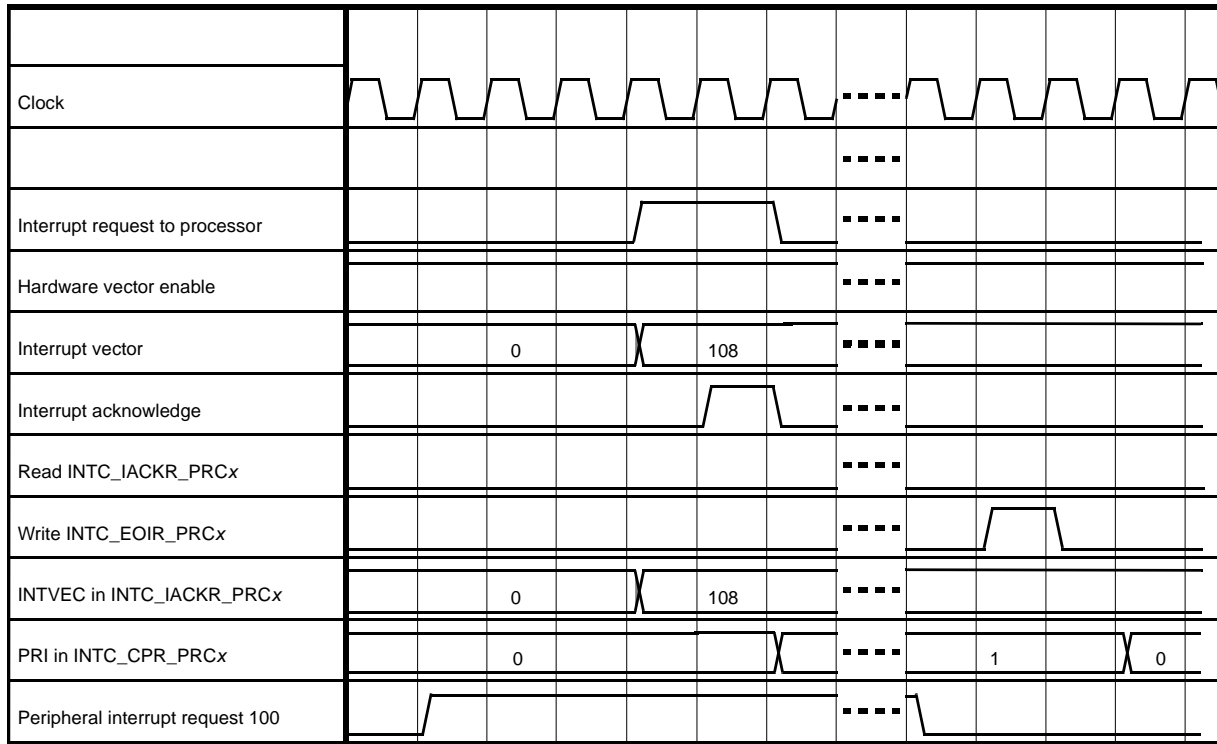 Clock
Interrupt request to processor
Hardware vector enable
Interrupt vector 0 108
Interrupt acknowledge
Read INTC_IACKR_PRCx
Write INTC_EOIR_PRCx
INTVEC in INTC_IACKR_PRCx 0 108
PRI in INTC_CPR_PRCx 0 1 0
Peripheral interrupt request 100